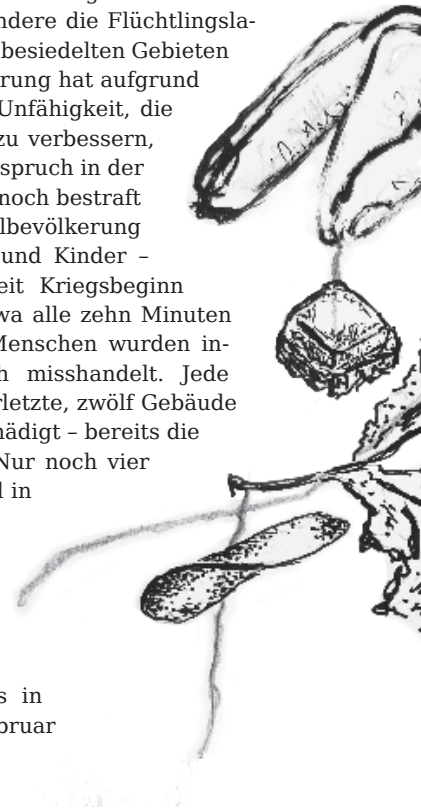 ndere die Flüchtlingsla-
besiedelten Gebieten
rung hat aufgrund
Unfähigkeit, die
zu verbessern,
spruch in der
noch bestraft
lbevölkerung
und Kinder –
eit Kriegsbeginn
wa alle zehn Minuten
Menschen wurden in-
h misshandelt. Jede
rletzte, zwölf Gebäude
hädigt – bereits die
Nur noch vier
d in
s in
bruar